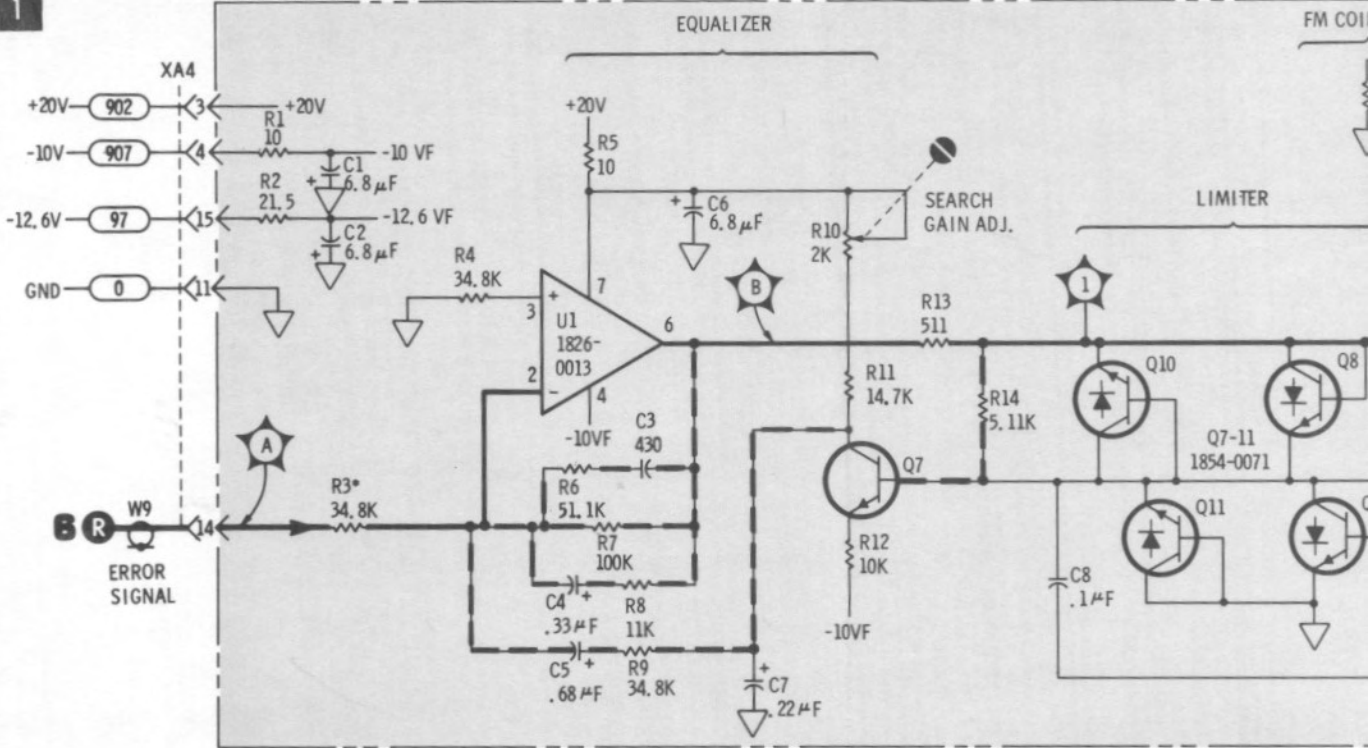 1
EQUALIZER
XA4
+20V 902 3 +20V
R1
10
-10V 907 4 -10 VF
C1
+
6.8µF
R2
21.5
-12.6V 97 15 -12.6 VF
C2
+
6.8µF
GND 0 11
R4
34.8K
+20V
R5
10
+
C6
6.8µF
R10
2K
SEARCH
GAIN ADJ.
LIMITER
7
+
3
U1
1826-
0013
6
2
-
4
-10VF
B
R13
511
1
R11
14.7K
R14
5.11K
Q10
Q8
Q7-11
1854-0071
Q7
A
C3
430
R6
51.1K
R7
100K
C4
+
.33µF
R8
11K
C5
+
.68µF
R9
34.8K
6 R W9 14
ERROR
SIGNAL
R3*
34.8K
R12
10K
-10VF
+
C7
.22µF
C8
.1µF
Q11